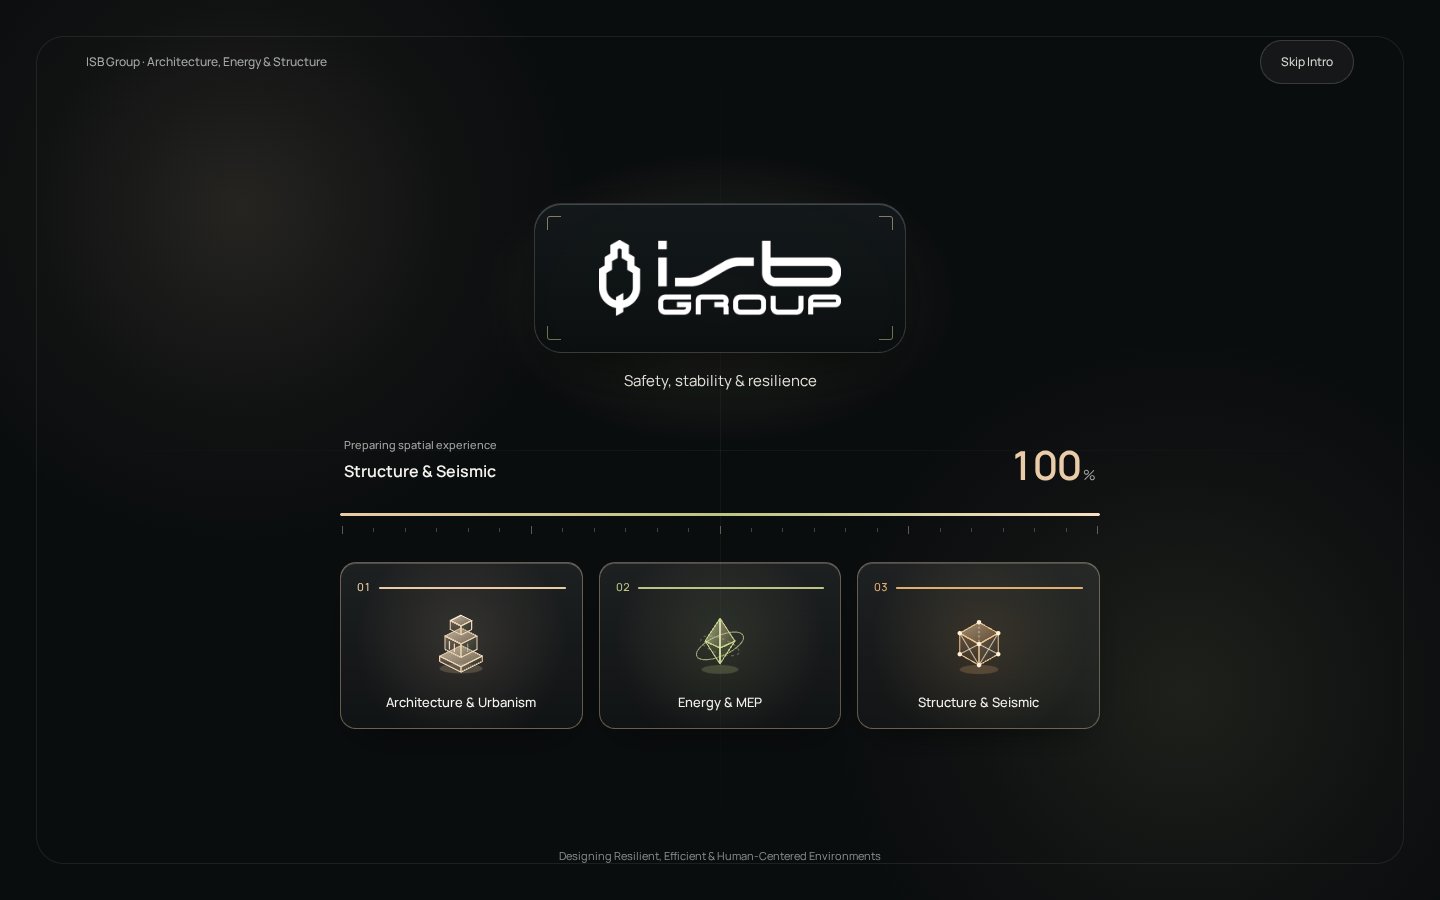 ISB Group · Architecture, Energy & Structure
Skip Intro
isb
GROUP
Safety, stability & resilience
Preparing spatial experience
Structure & Seismic
100%
01
02
03
Architecture & Urbanism
Energy & MEP
Structure & Seismic
Designing Resilient, Efficient & Human-Centered Environments